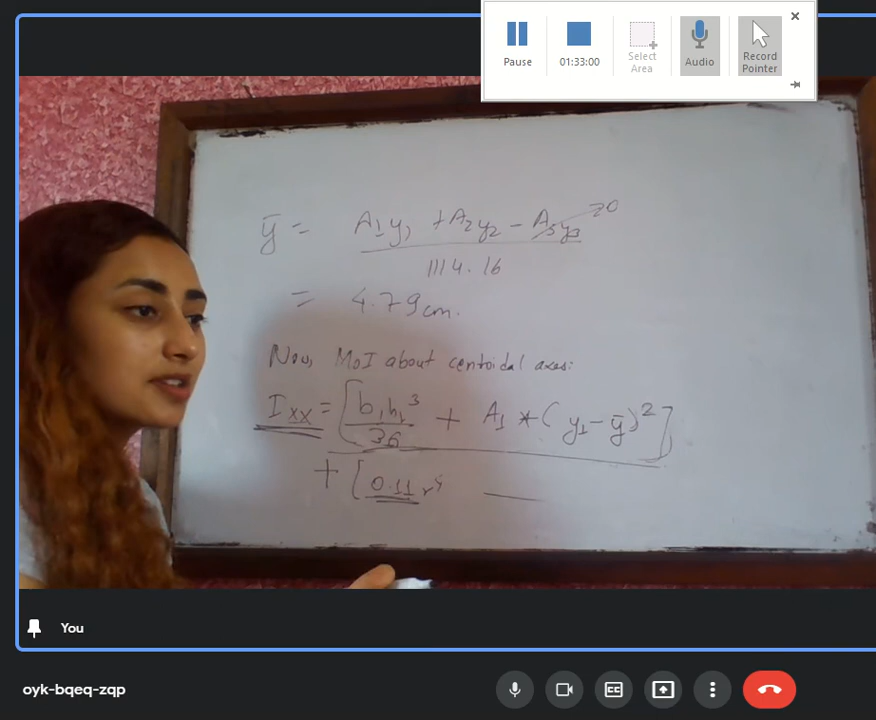 Pause
01:33:00
Select
Area
Audio
Record
Pointer
ȳ = A₁y₁ + A₂y₂ - A₃y₃ → 0
1114.16
= 4.79 cm.
Now, MoI about centoidal axes:
Ixx = [b₁h₁³ + A₁ * (y₁ - ȳ)²]
36
+ [0.11 r⁴
You
oyk-bqeq-zqp
CC